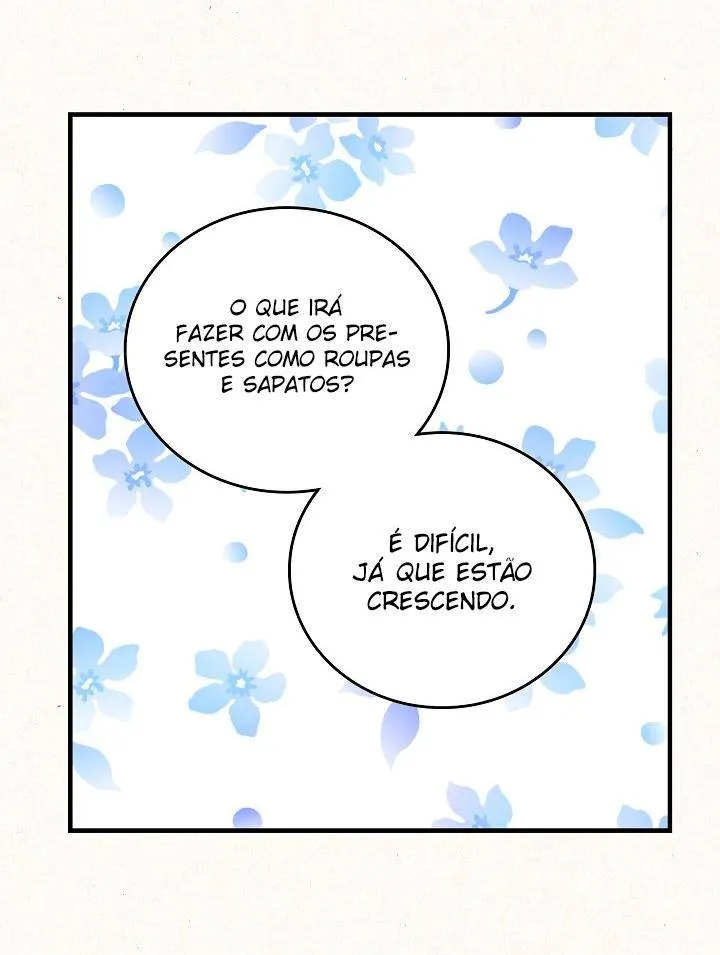 O QUE IRÁ
FAZER COM OS PRE-
SENTES COMO ROUPAS
E SAPATOS?
É DIFÍCIL,
JÁ QUE ESTÃO
CRESCENDO.